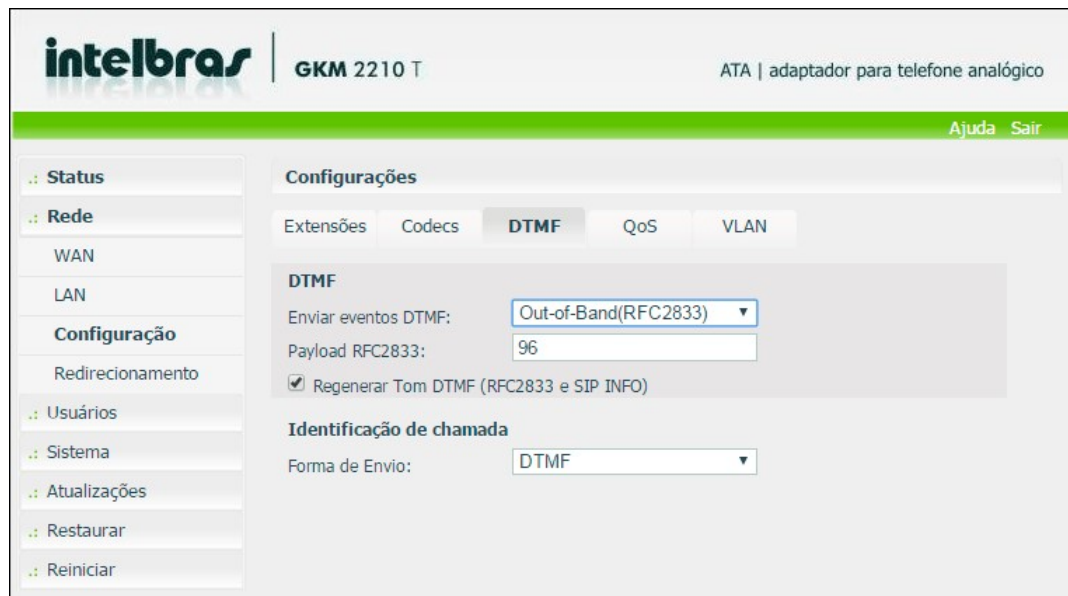 intelbras GKM 2210 T ATA | adaptador para telefone analógico
Ajuda Sair
.: Status
.: Rede
WAN
LAN
Configuração
Redirecionamento
.: Usuários
.: Sistema
.: Atualizações
.: Restaurar
.: Reiniciar
Configurações
Extensões Codecs DTMF QoS VLAN
DTMF
Enviar eventos DTMF: Out-of-Band(RFC2833)
Payload RFC2833: 96
Regenerar Tom DTMF (RFC2833 e SIP INFO)
Identificação de chamada
Forma de Envio: DTMF